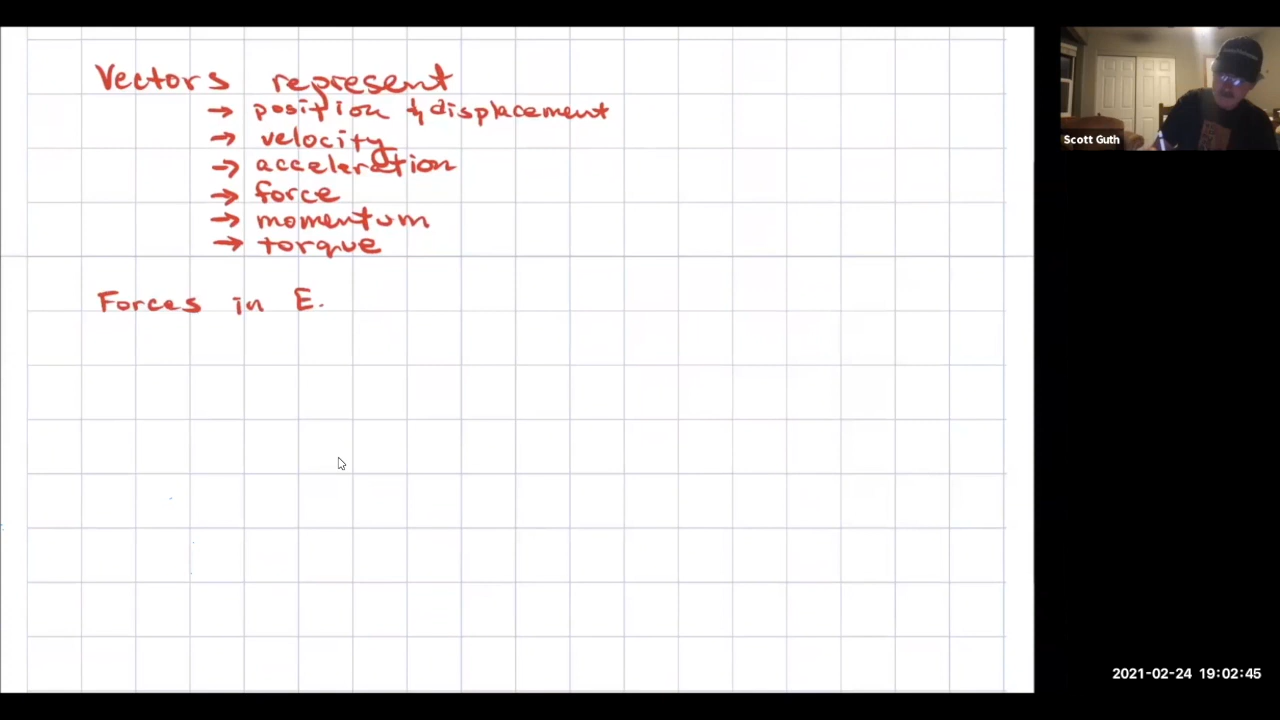 Vectors represent
→ position & displacement
→ velocity
→ acceleration
→ force
→ momentum
→ torque
Forces in E.
Scott Guth
2021-02-24 19:02:45